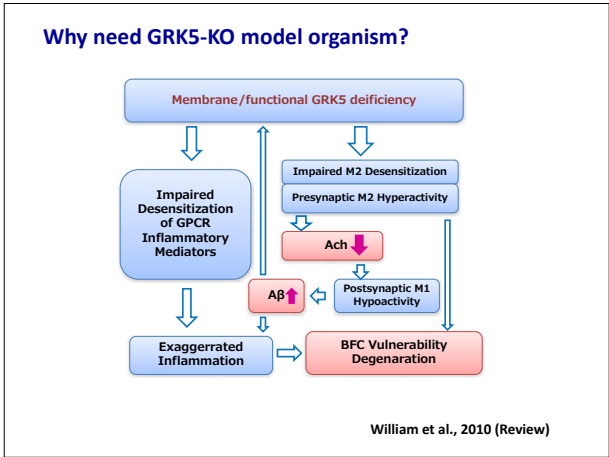 Why need GRK5-KO model organism?
Membrane/functional GRK5 deificiency
Impaired
Desensitization
of GPCR
Inflammatory
Mediators
Impaired M2 Desensitization
Presynaptic M2 Hyperactivity
Ach
Postsynaptic M1
Hypoactivity
Aβ
Exaggerated
Inflammation
BFC Vulnerability
Degenaration
William et al., 2010 (Review)